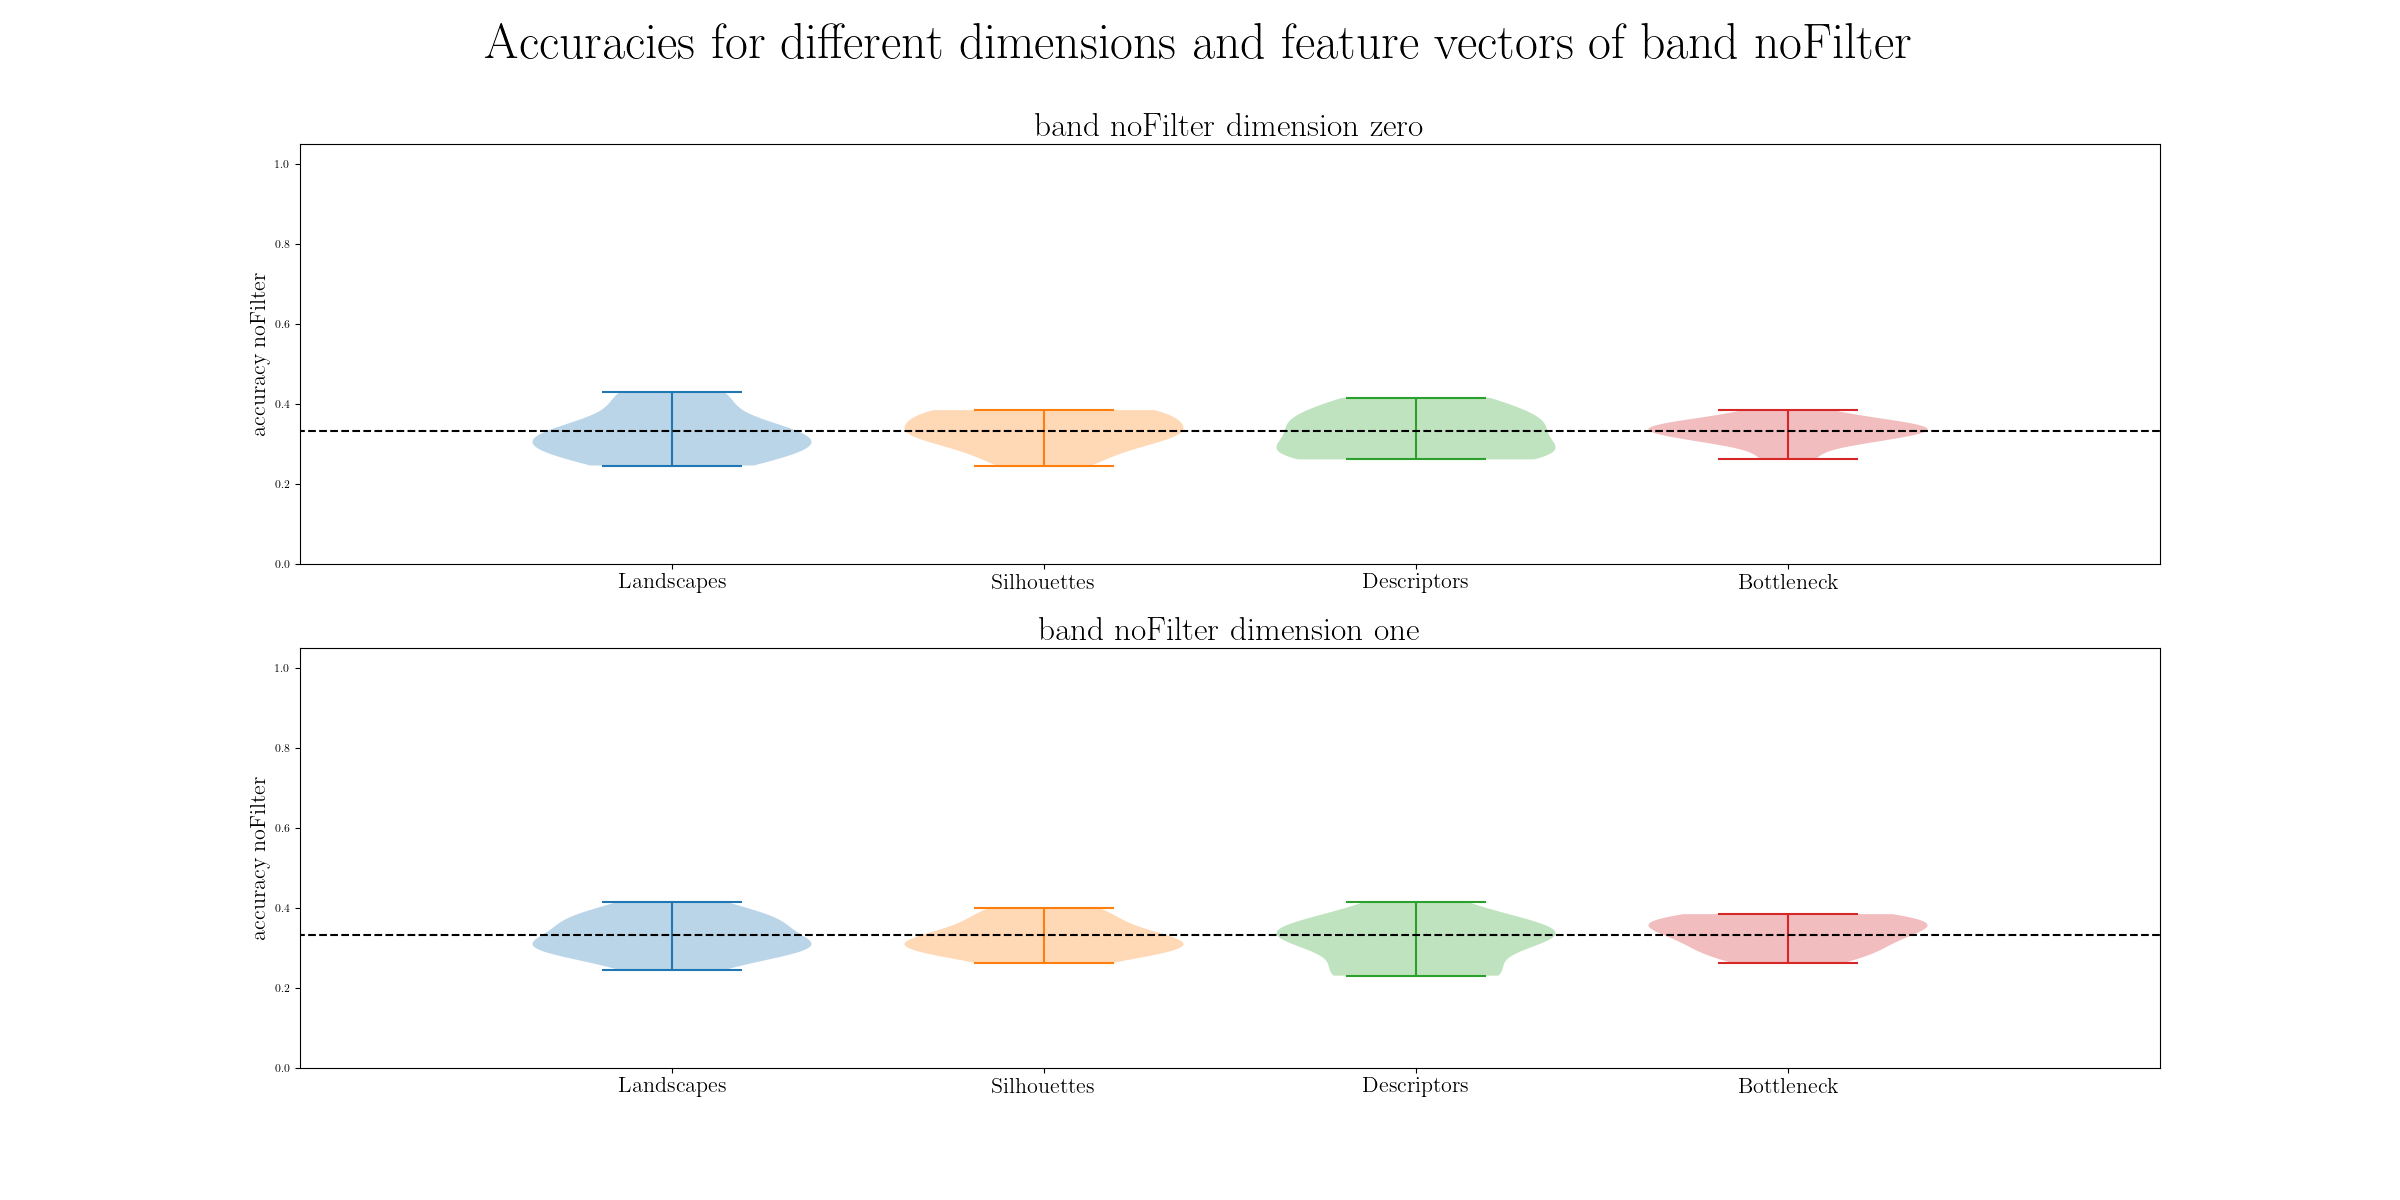 Accuracies for different dimensions and feature vectors of band noFilter
band noFilter dimension zero
accuracy noFilter
1.0
0.8
0.6
0.4
0.2
0.0
Landscapes Silhouettes Descriptors Bottleneck
band noFilter dimension one
accuracy noFilter
1.0
0.8
0.6
0.4
0.2
0.0
Landscapes Silhouettes Descriptors Bottleneck